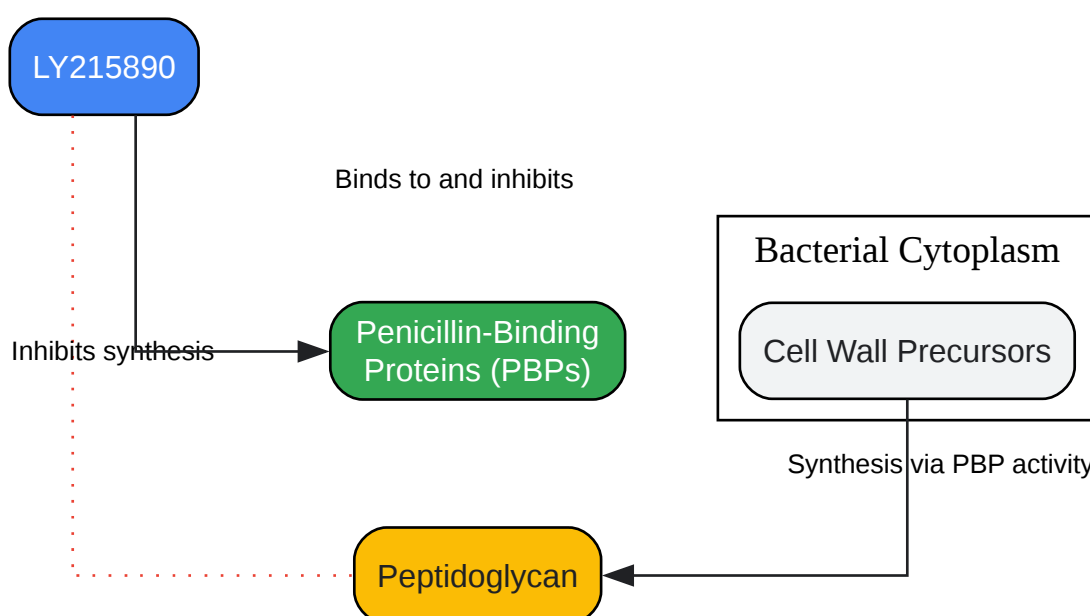 LY215890
Binds to and inhibits
Bacterial Cytoplasm
Penicillin-Binding
Proteins (PBPs)
Cell Wall Precursors
Inhibits synthesis
Synthesis via PBP activity
Peptidoglycan